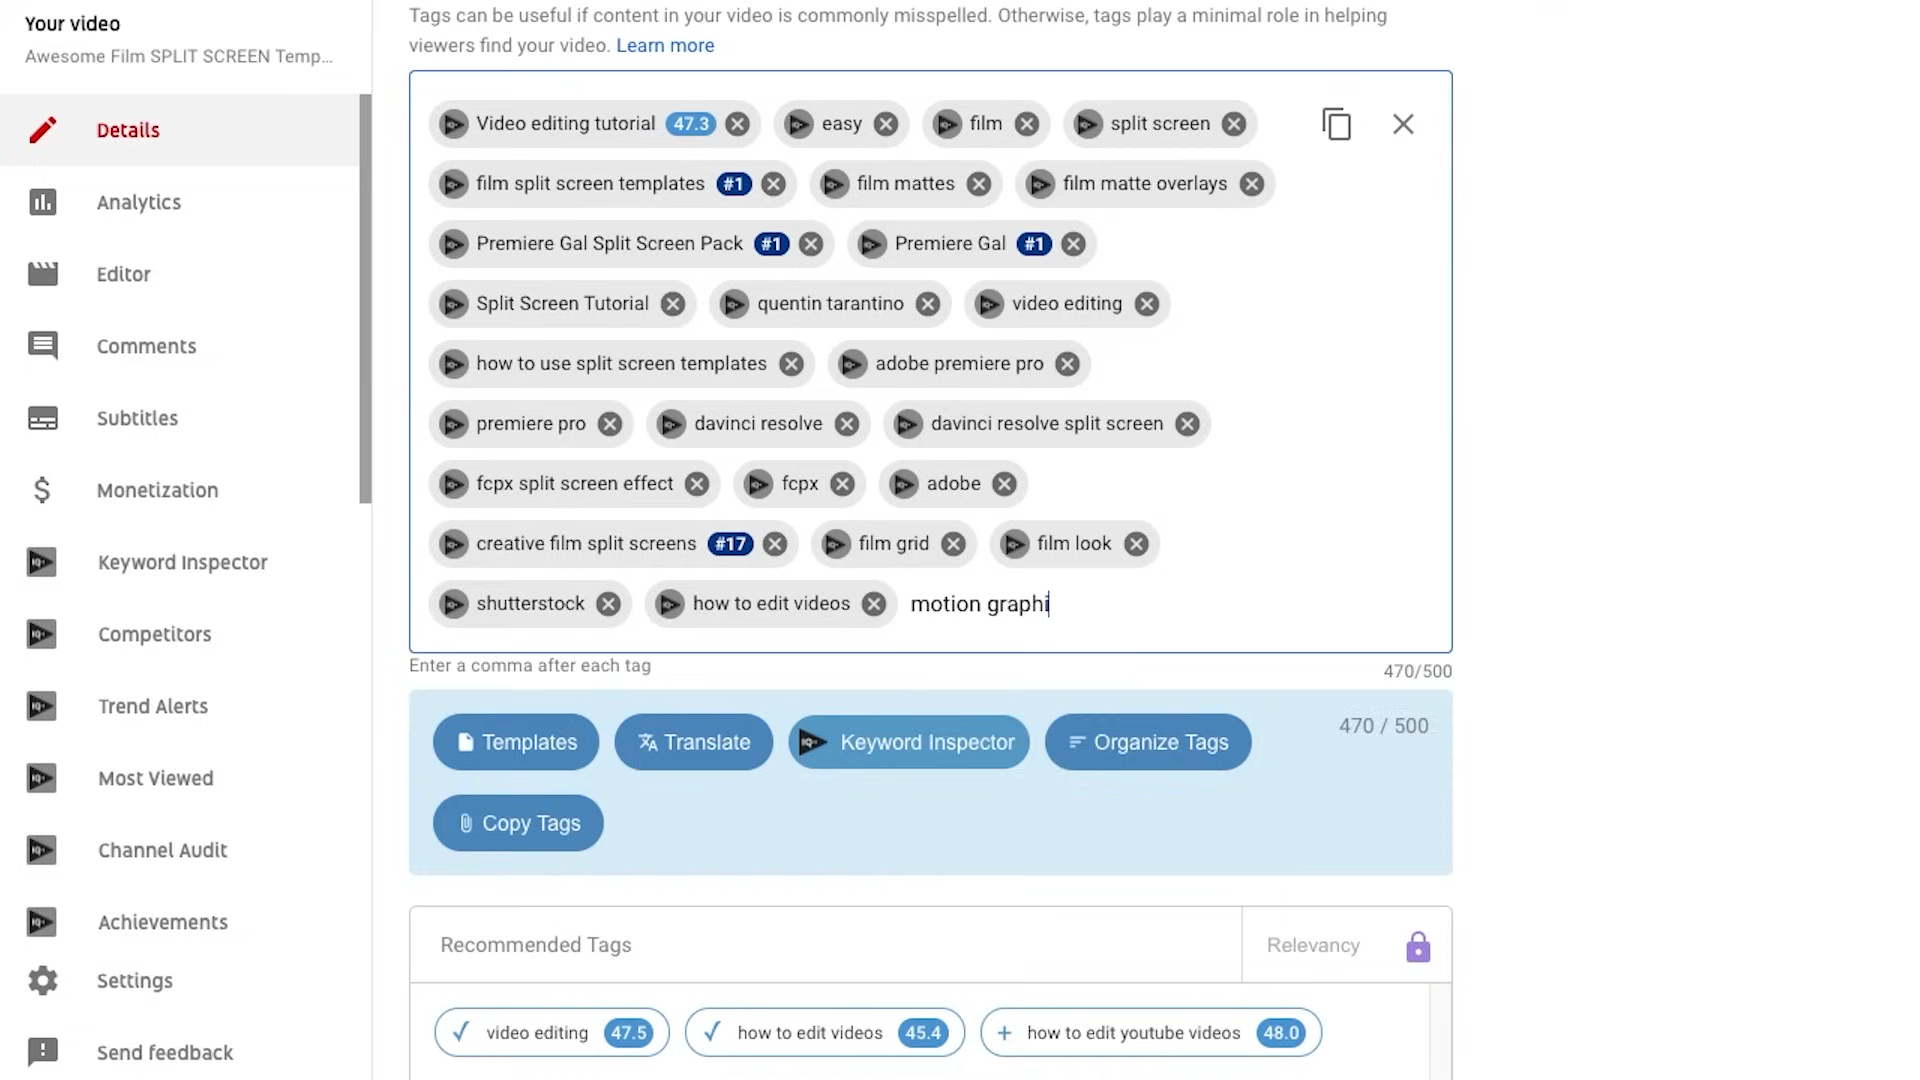 Your video
Awesome Film SPLIT SCREEN Temp...
Details
Analytics
Editor
Comments
Subtitles
Monetization
Keyword Inspector
Competitors
Trend Alerts
Most Viewed
Channel Audit
Achievements
Settings
Send feedback
Tags can be useful if content in your video is commonly misspelled. Otherwise, tags play a minimal role in helping
viewers find your video. Learn more
Video editing tutorial 47.3 easy film split screen
film split screen templates #1 film mattes film matte overlays
Premiere Gal Split Screen Pack #1 Premiere Gal #1
Split Screen Tutorial quentin tarantino video editing
how to use split screen templates adobe premiere pro
premiere pro davinci resolve davinci resolve split screen
fcpx split screen effect fcpx adobe
creative film split screens #17 film grid film look
shutterstock how to edit videos motion graphi
Enter a comma after each tag 470/500
Templates Translate Keyword Inspector Organize Tags 470 / 500
Copy Tags
Recommended Tags Relevancy
video editing 47.5 how to edit videos 45.4 how to edit youtube videos 48.0